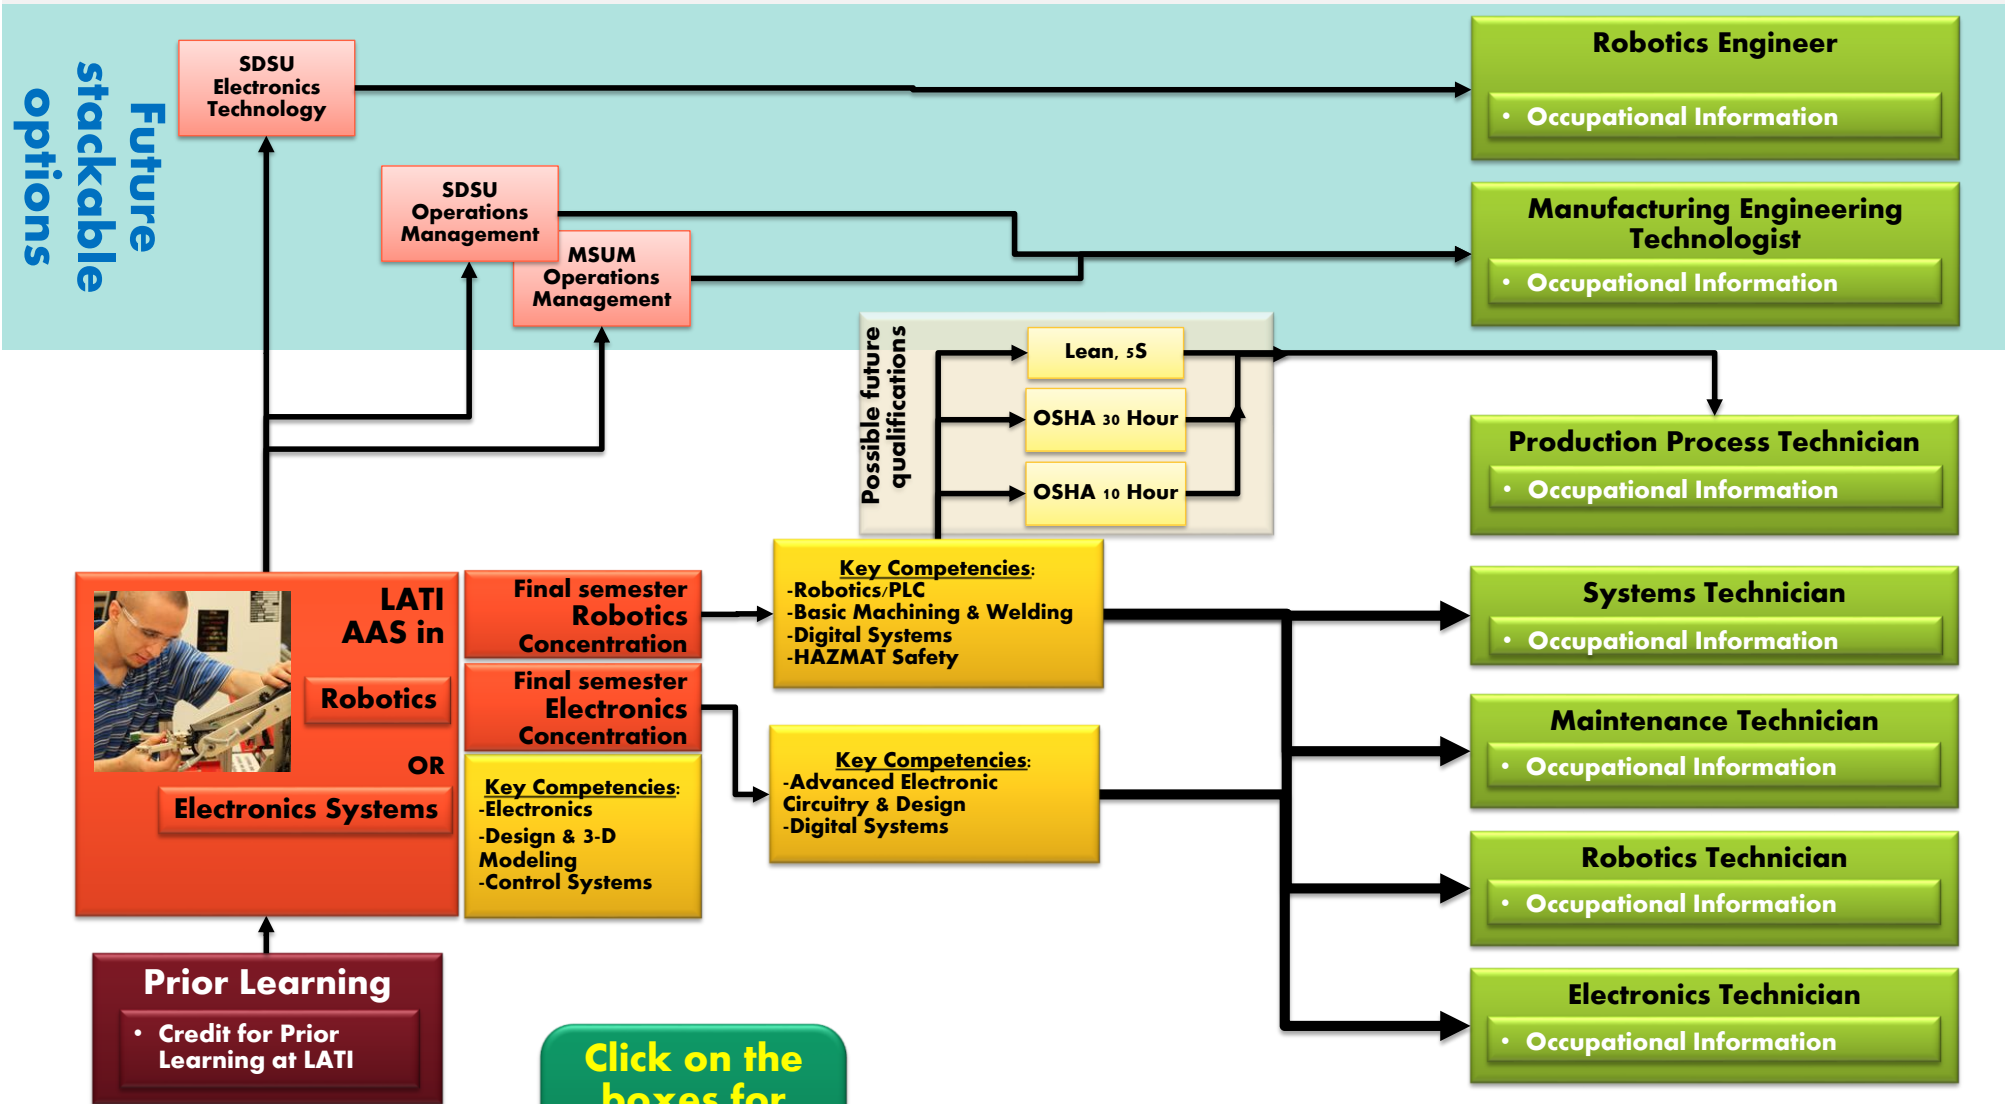 Future
stackable
options
SDSU
Electronics
Technology
SDSU
Operations
Management
MSUM
Operations
Management
Robotics Engineer
• Occupational Information
Manufacturing Engineering
Technologist
• Occupational Information
Possible future
qualifications
Lean, 5S
OSHA 30 Hour
OSHA 10 Hour
Production Process Technician
• Occupational Information
LATI
AAS in
Robotics
OR
Electronics Systems
Final semester
Robotics
Concentration
Final semester
Electronics
Concentration
Key Competencies:
-Electronics
-Design & 3-D
Modeling
-Control Systems
Key Competencies:
-Robotics/PLC
-Basic Machining & Welding
-Digital Systems
-HAZMAT Safety
Key Competencies:
-Advanced Electronic
Circuitry & Design
-Digital Systems
Systems Technician
• Occupational Information
Maintenance Technician
• Occupational Information
Robotics Technician
• Occupational Information
Electronics Technician
• Occupational Information
Prior Learning
• Credit for Prior
Learning at LATI
Click on the
boxes for